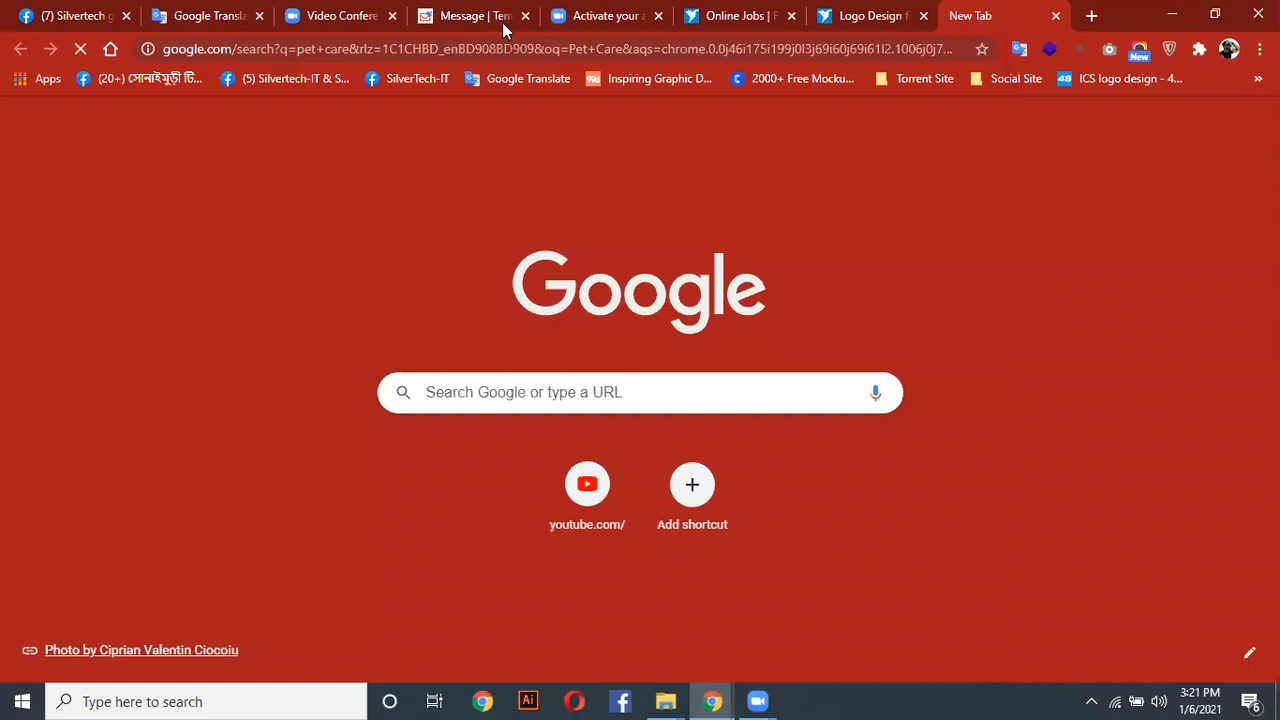 (7) Silvertech g
Google Transla
Video Confere
Message | Tem
Activate your a
Online Jobs | F
Logo Design f
New Tab
google.com/search?q=pet+care&rlz=1C1CHBD_enBD908BD909&oq=Pet+Care&aqs=chrome.0.0j46i175i199j0l3j69i60j69i61l2.1006j0j7...
Apps
(20+) সোনাইমুড়ী টি...
(5) Silvertech-IT & S...
SilverTech-IT
Google Translate
Inspiring Graphic D...
2000+ Free Mocku...
Torrent Site
Social Site
ICS logo design - 4...
New
Google
Search Google or type a URL
youtube.com/
Add shortcut
Photo by Ciprian Valentin Ciocoiu
Type here to search
Ai
3:21 PM
1/6/2021
6